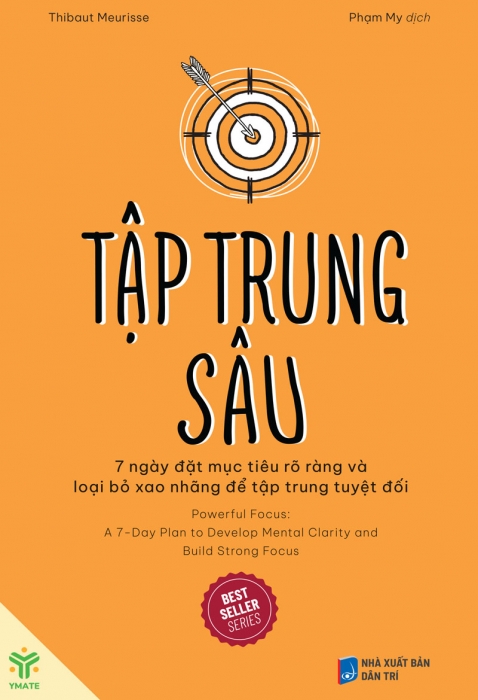 Thibaut Meurisse
Phạm My dịch
TẬP TRUNG
SÂU
7 ngày đặt mục tiêu rõ ràng và
loại bỏ xao nhãng để tập trung tuyệt đối
Powerful Focus:
A 7-Day Plan to Develop Mental Clarity and
Build Strong Focus
BEST
SELLER
SERIES
YMATE
NHÀ XUẤT BẢN
DÂN TRÍ